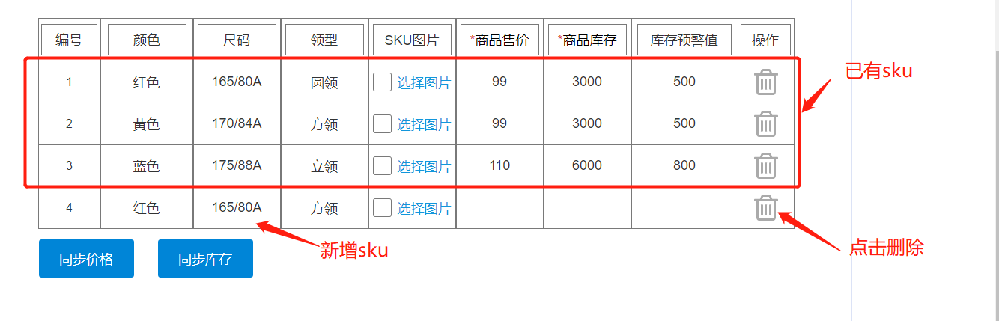 编号 颜色 尺码 领型 SKU图片 *商品售价 *商品库存 库存预警值 操作
1 红色 165/80A 圆领 选择图片 99 3000 500
已有sku
2 黄色 170/84A 方领 选择图片 99 3000 500
3 蓝色 175/88A 立领 选择图片 110 6000 800
4 红色 165/80A 方领 选择图片
新增sku
点击删除
同步价格 同步库存